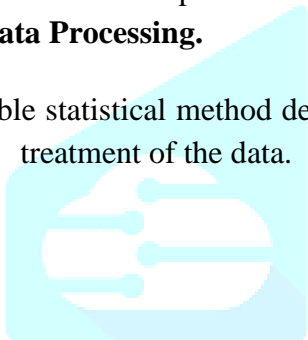 ata Processing.
ble statistical method de
treatment of the data.